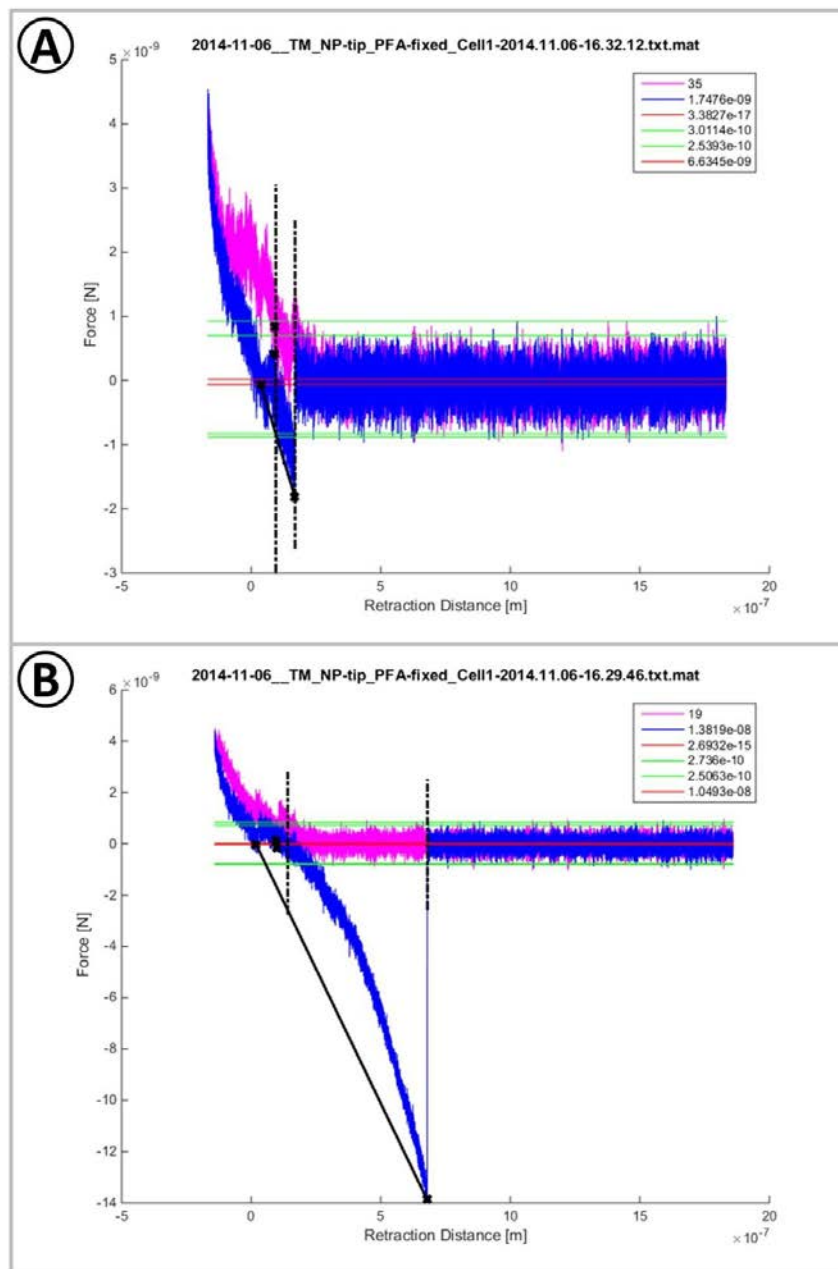 A
× 10⁻⁹
2014-11-06__TM_NP-tip_PFA-fixed_Cell1-2014.11.06-16.32.12.txt.mat
5
4
3
2
1
0
-1
-2
-3
Force [N]
35
1.7476e-09
3.3827e-17
3.0114e-10
2.5393e-10
6.6345e-09
-5 0 5 10 15 20
Retraction Distance [m]
× 10⁻⁷
B
× 10⁻⁹
2014-11-06__TM_NP-tip_PFA-fixed_Cell1-2014.11.06-16.29.46.txt.mat
6
4
2
0
-2
-4
-6
-8
-10
-12
-14
Force [N]
19
1.3819e-08
2.6932e-15
2.736e-10
2.5063e-10
1.0493e-08
-5 0 5 10 15 20
Retraction Distance [m]
× 10⁻⁷